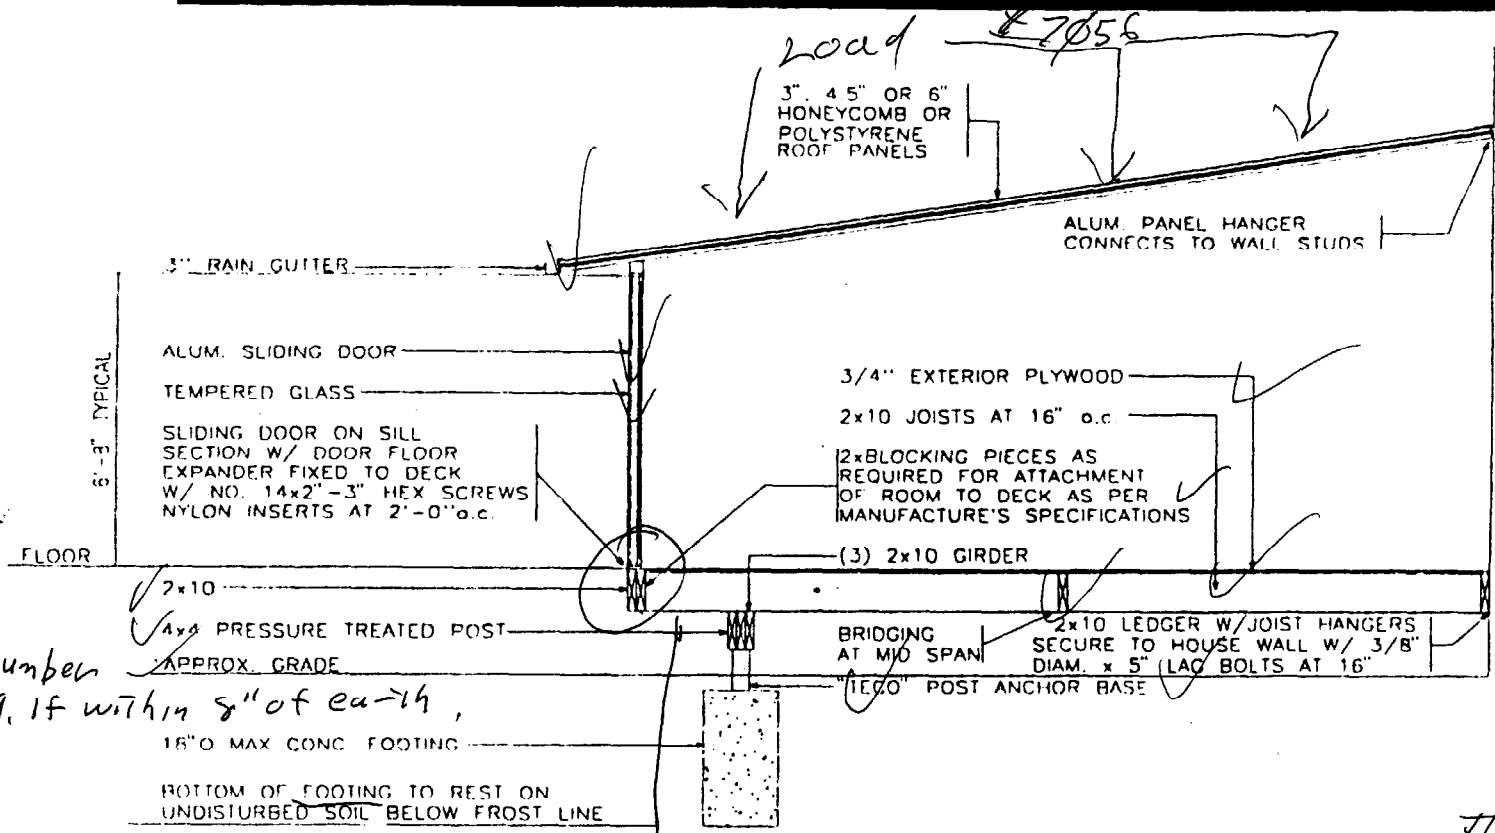 Load
3", 4.5" OR 6"
HONEYCOMB OR
POLYSTYRENE
ROOF PANELS
ALUM. PANEL HANGER
CONNECTS TO WALL STUDS
3" RAIN GUTTER
ALUM. SLIDING DOOR
TEMPERED GLASS
TYPICAL
SLIDING DOOR ON SILL
SECTION W/ DOOR FLOOR
EXPANDER FIXED TO DECK
W/ NO. 14x2"-3" HEX SCREWS
NYLON INSERTS AT 2'-0"o.c.
3/4" EXTERIOR PLYWOOD
2x10 JOISTS AT 16" o.c.
2xBLOCKING PIECES AS
REQUIRED FOR ATTACHMENT
OF ROOM TO DECK AS PER
MANUFACTURE'S SPECIFICATIONS
FLOOR
(3) 2x10 GIRDER
2x10
4x4 PRESSURE TREATED POST
APPROX. GRADE
BRIDGING
AT MID SPAN
2x10 LEDGER W/JOIST HANGERS
SECURE TO HOUSE WALL W/ 3/8"
DIAM. x 5" LAG BOLTS AT 16"
"TECO" POST ANCHOR BASE
If within 8" of earth,
18"O MAX CONC FOOTING
BOTTOM OF FOOTING TO REST ON
UNDISTURBED SOIL BELOW FROST LINE